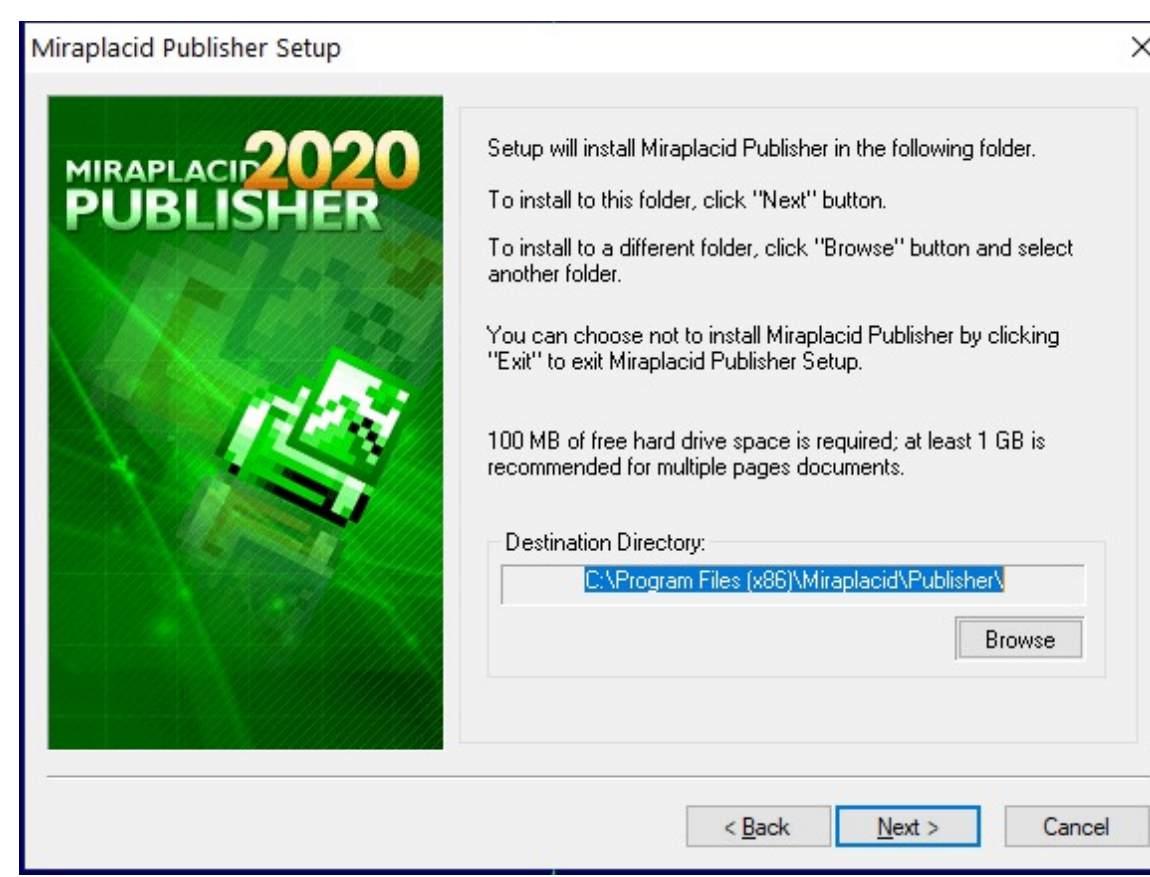 Miraplacid Publisher Setup
MIRAPLACID 2020
PUBLISHER
Setup will install Miraplacid Publisher in the following folder.
To install to this folder, click "Next" button.
To install to a different folder, click "Browse" button and select
another folder.
You can choose not to install Miraplacid Publisher by clicking
"Exit" to exit Miraplacid Publisher Setup.
100 MB of free hard drive space is required; at least 1 GB is
recommended for multiple pages documents.
Destination Directory:
C:\Program Files (x86)\Miraplacid\Publisher\
Browse
< Back Next > Cancel